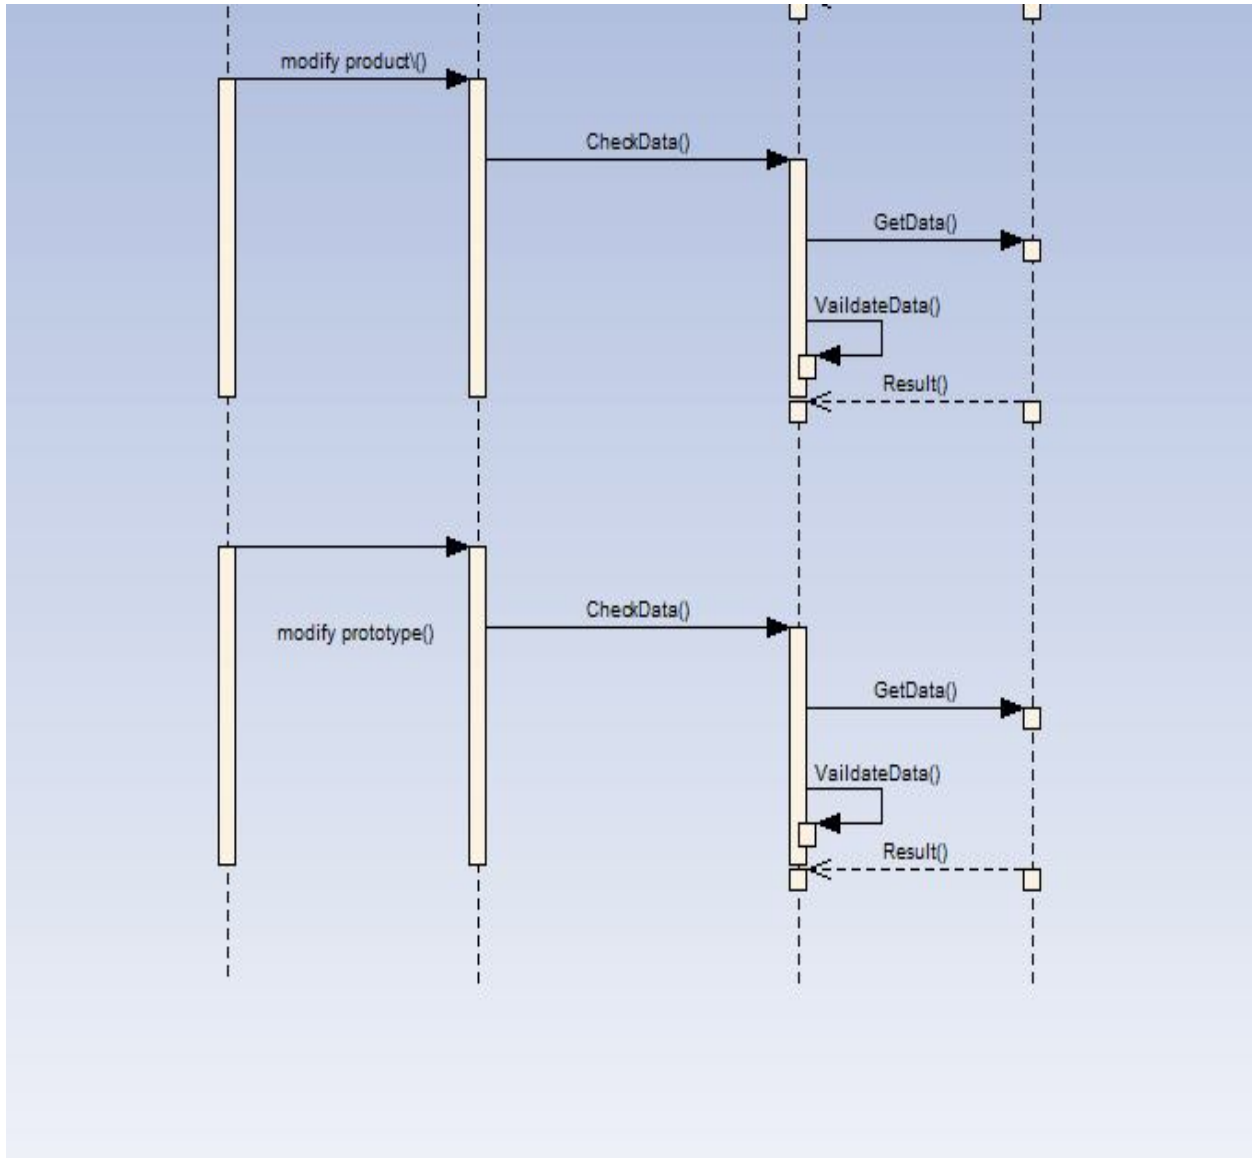 modify product\()
CheckData()
GetData()
VaildateData()
Result()
CheckData()
modify prototype()
GetData()
VaildateData()
Result()